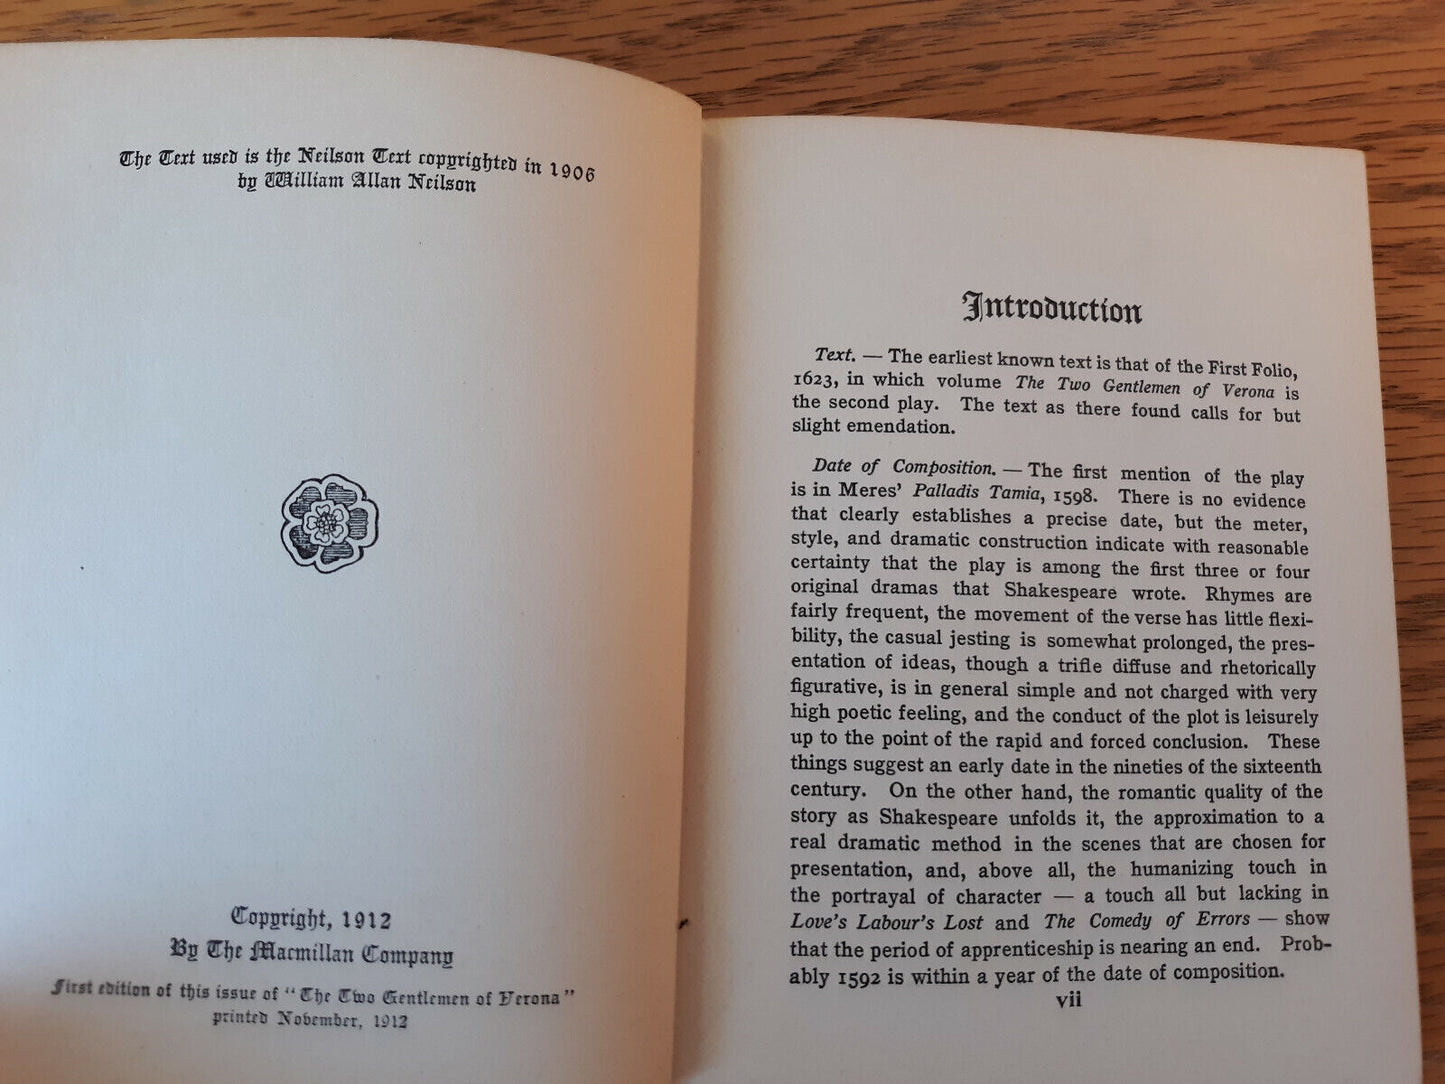 The Text used is the Neilson Text copyrighted in 1906
by William Allan Neilson
Copyright, 1912
By The Macmillan Company
First edition of this issue of "The Two Gentlemen of Verona"
printed November, 1912
Introduction
Text. — The earliest known text is that of the First Folio,
1623, in which volume The Two Gentlemen of Verona is
the second play. The text as there found calls for but
slight emendation.
Date of Composition. — The first mention of the play
is in Meres' Palladis Tamia, 1598. There is no evidence
that clearly establishes a precise date, but the meter,
style, and dramatic construction indicate with reasonable
certainty that the play is among the first three or four
original dramas that Shakespeare wrote. Rhymes are
fairly frequent, the movement of the verse has little flexi-
bility, the casual jesting is somewhat prolonged, the pres-
entation of ideas, though a trifle diffuse and rhetorically
figurative, is in general simple and not charged with very
high poetic feeling, and the conduct of the plot is leisurely
up to the point of the rapid and forced conclusion. These
things suggest an early date in the nineties of the sixteenth
century. On the other hand, the romantic quality of the
story as Shakespeare unfolds it, the approximation to a
real dramatic method in the scenes that are chosen for
presentation, and, above all, the humanizing touch in
the portrayal of character — a touch all but lacking in
Love's Labour's Lost and The Comedy of Errors — show
that the period of apprenticeship is nearing an end. Prob-
ably 1592 is within a year of the date of composition.
vii